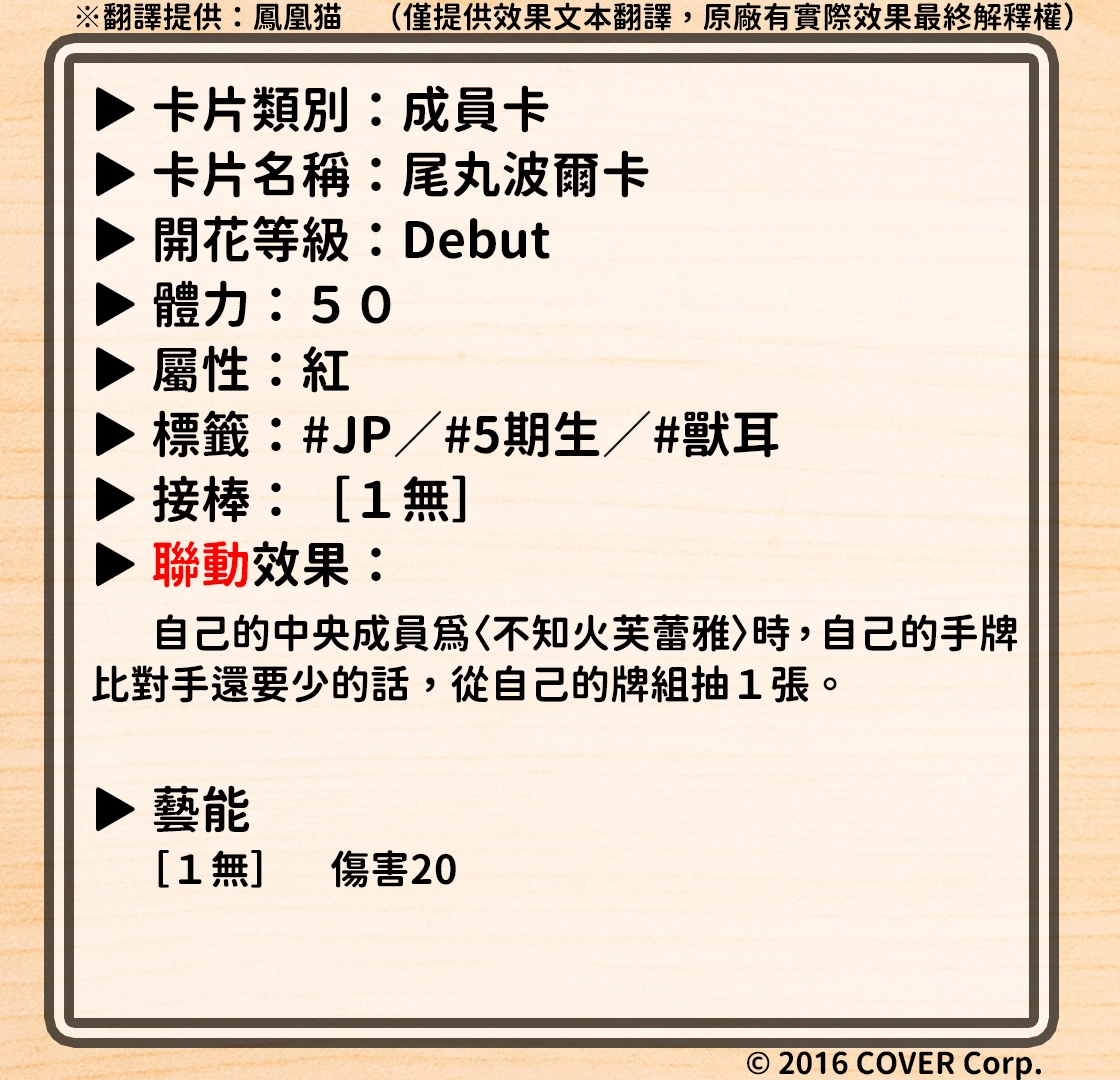 ※翻譯提供：鳳凰猫　（僅提供效果文本翻譯，原廠有實際效果最終解釋權）
▶ 卡片類別：成員卡
▶ 卡片名稱：尾丸波爾卡
▶ 開花等級：Debut
▶ 體力：５０
▶ 屬性：紅
▶ 標籤：#JP／#5期生／#獸耳
▶ 接棒：［１無］
▶ 聯動效果：
自己的中央成員爲〈不知火芙蕾雅〉時，自己的手牌
比對手還要少的話，從自己的牌組抽１張。
▶ 藝能
［１無］　傷害20
© 2016 COVER Corp.